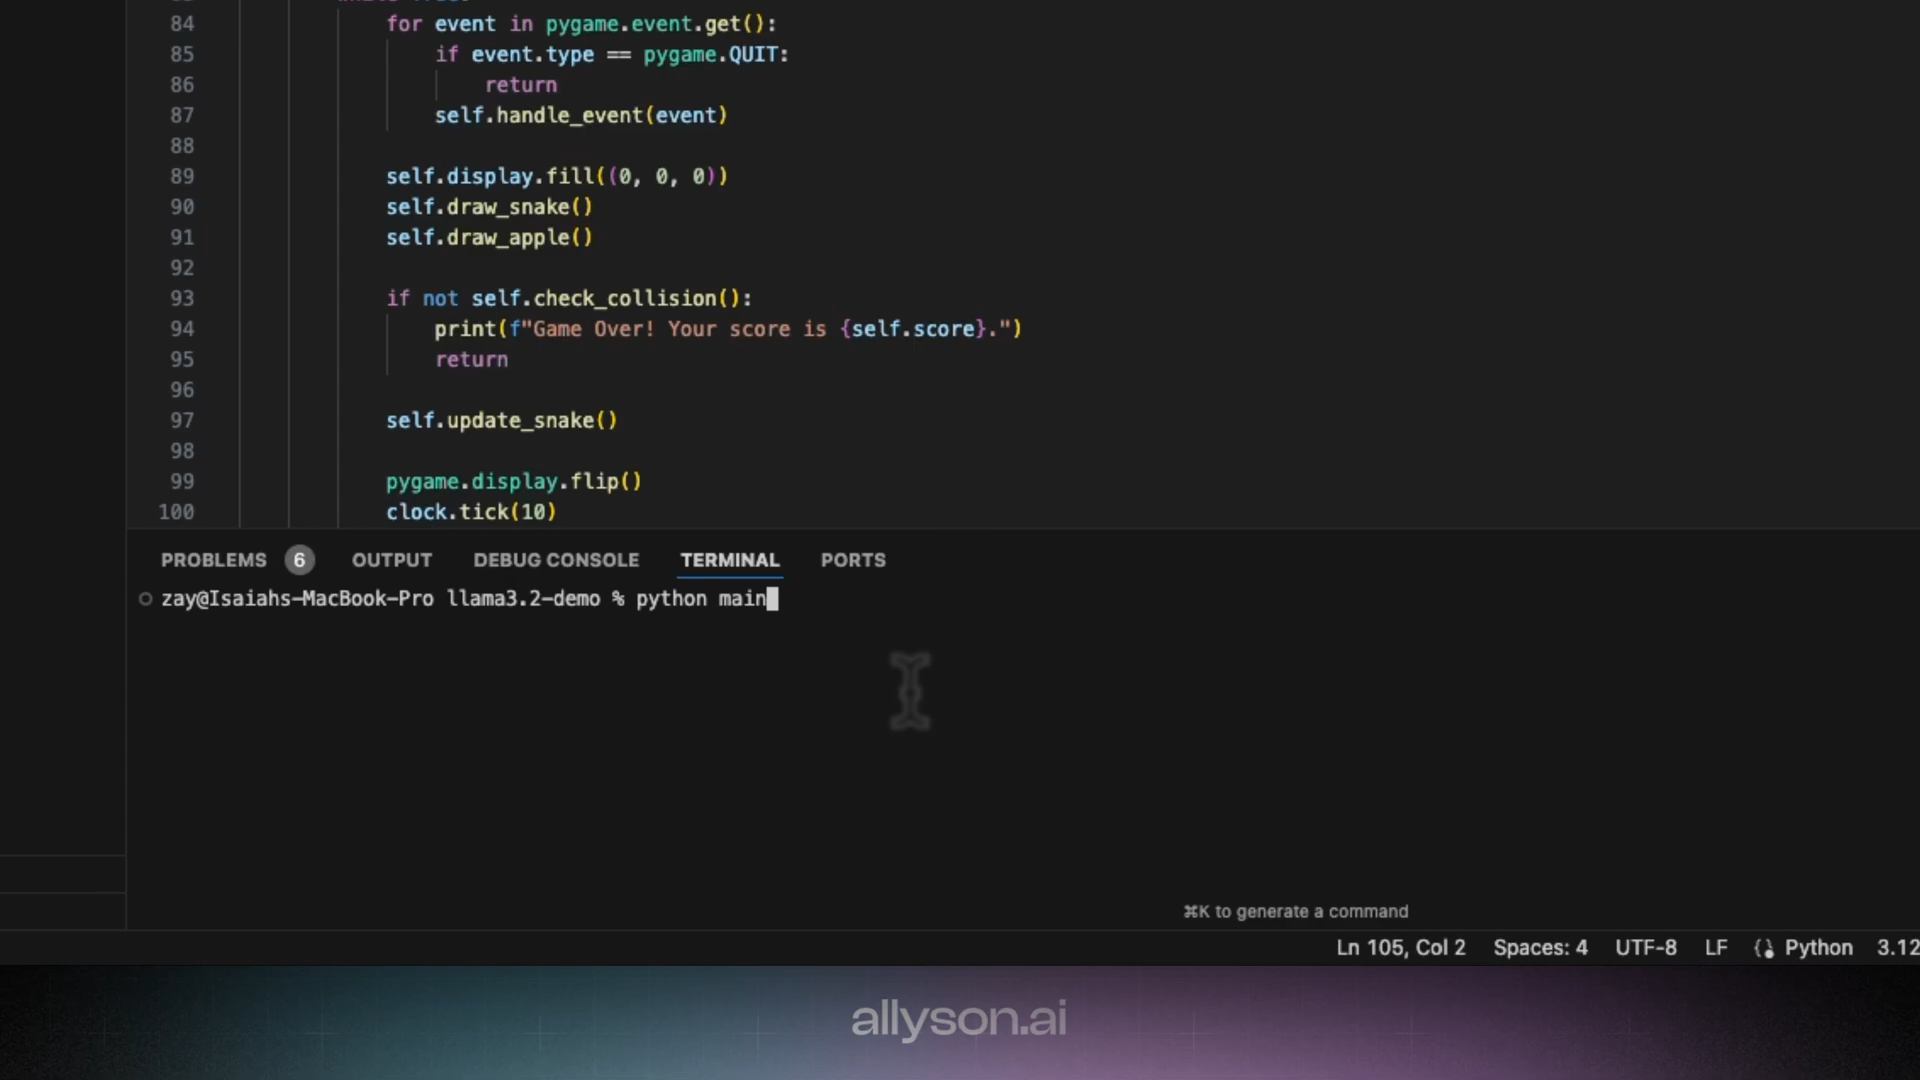 84 for event in pygame.event.get():
85 if event.type == pygame.QUIT:
86 return
87 self.handle_event(event)
88
89 self.display.fill((0, 0, 0))
90 self.draw_snake()
91 self.draw_apple()
92
93 if not self.check_collision():
94 print(f"Game Over! Your score is {self.score}.")
95 return
96
97 self.update_snake()
98
99 pygame.display.flip()
100 clock.tick(10)
PROBLEMS 6 OUTPUT DEBUG CONSOLE TERMINAL PORTS
zay@Isaiahs-MacBook-Pro llama3.2-demo % python main
⌘K to generate a command
Ln 105, Col 2 Spaces: 4 UTF-8 LF Python 3.12
allyson.ai